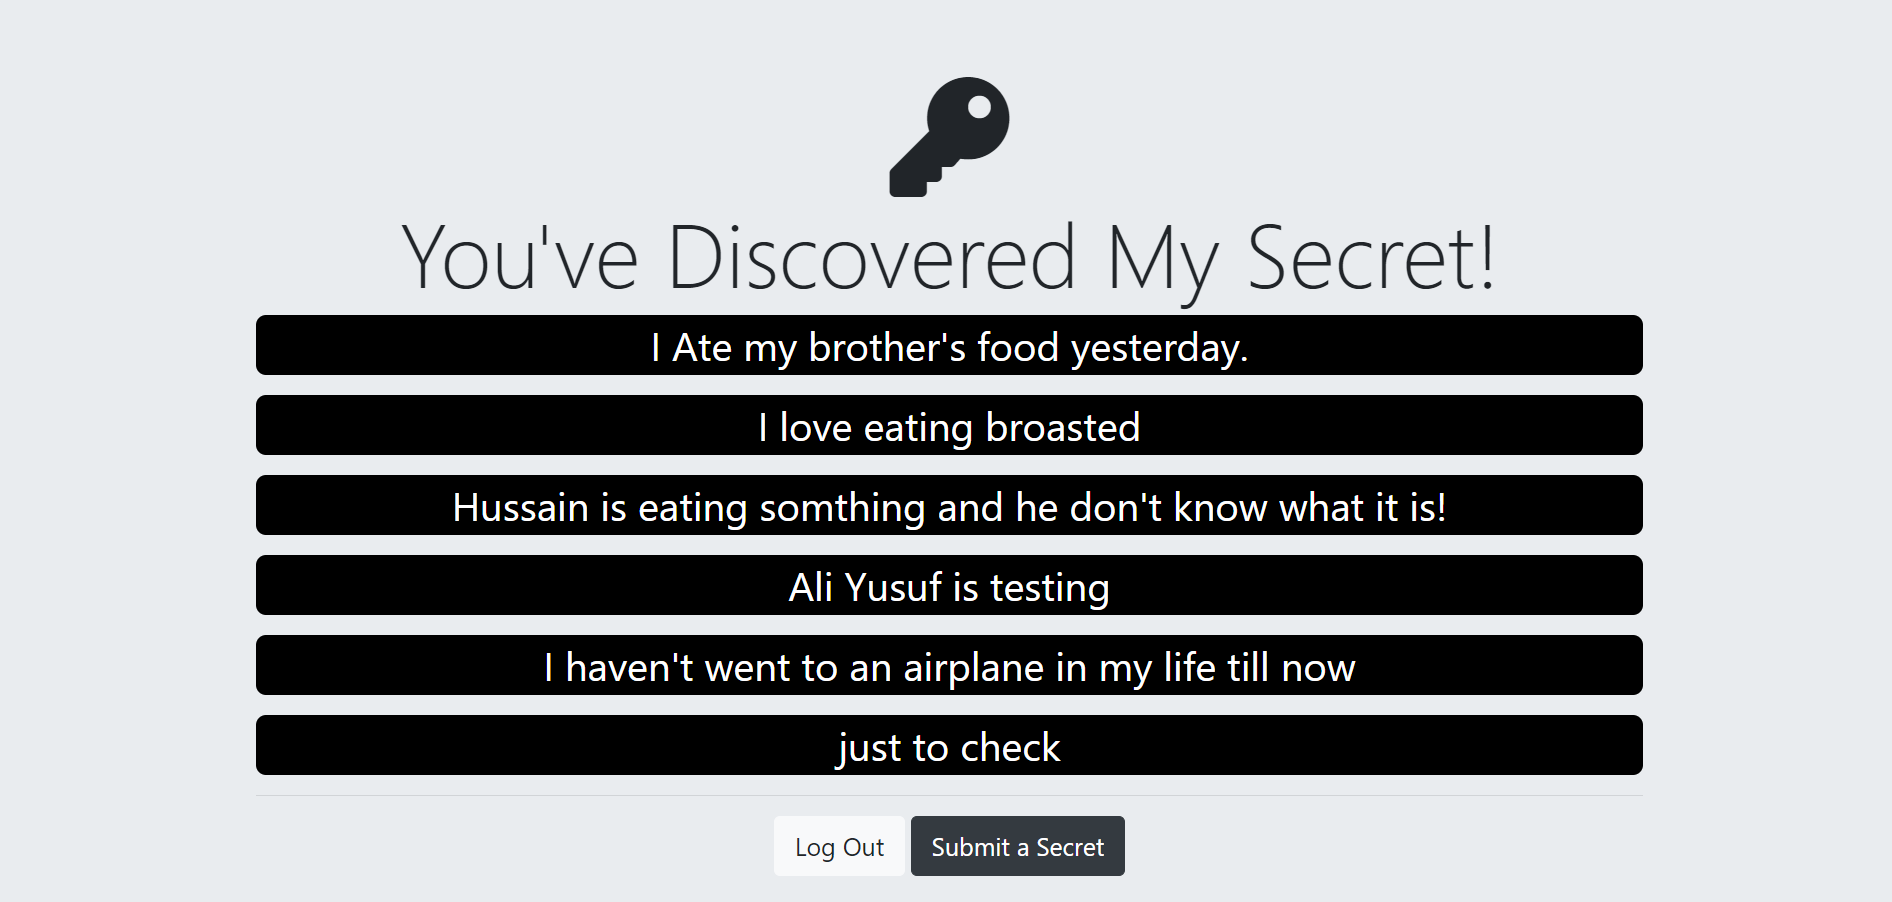 You've Discovered My Secret!
I Ate my brother's food yesterday.
I love eating broasted
Hussain is eating somthing and he don't know what it is!
Ali Yusuf is testing
I haven't went to an airplane in my life till now
just to check
Log Out
Submit a Secret